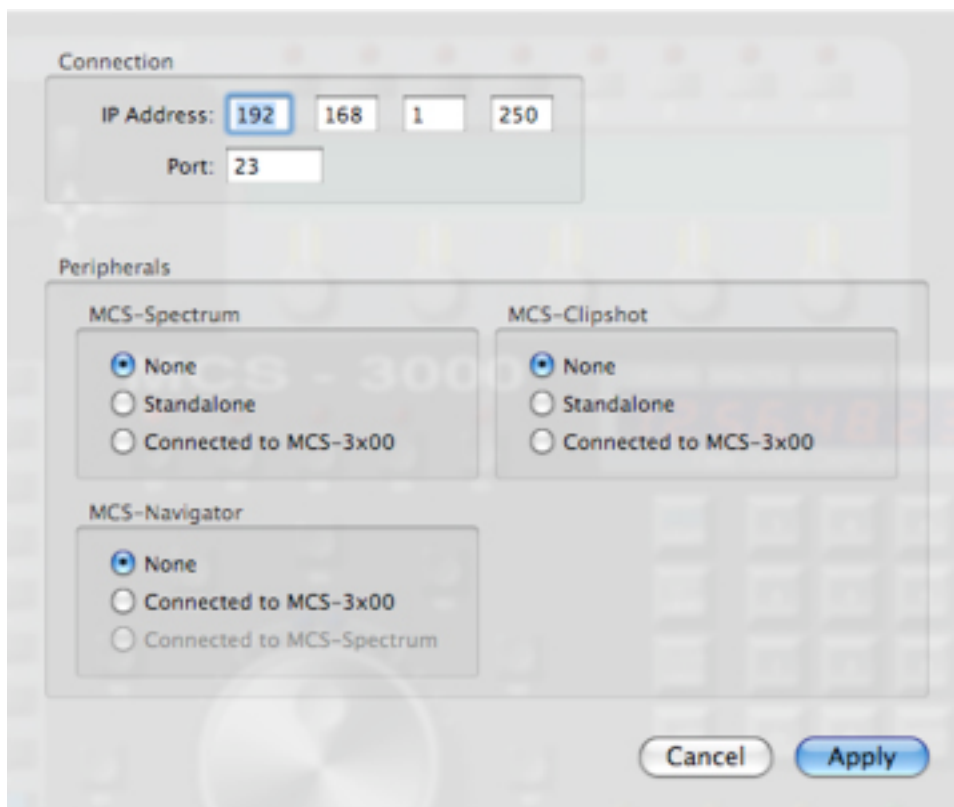 Connection
IP Address: 192 168 1 250
Port: 23
Peripherals
MCS-Spectrum
None
Standalone
Connected to MCS-3x00
MCS-Clipshot
None
Standalone
Connected to MCS-3x00
MCS-Navigator
None
Connected to MCS-3x00
Connected to MCS-Spectrum
MCS - 3000
Cancel
Apply